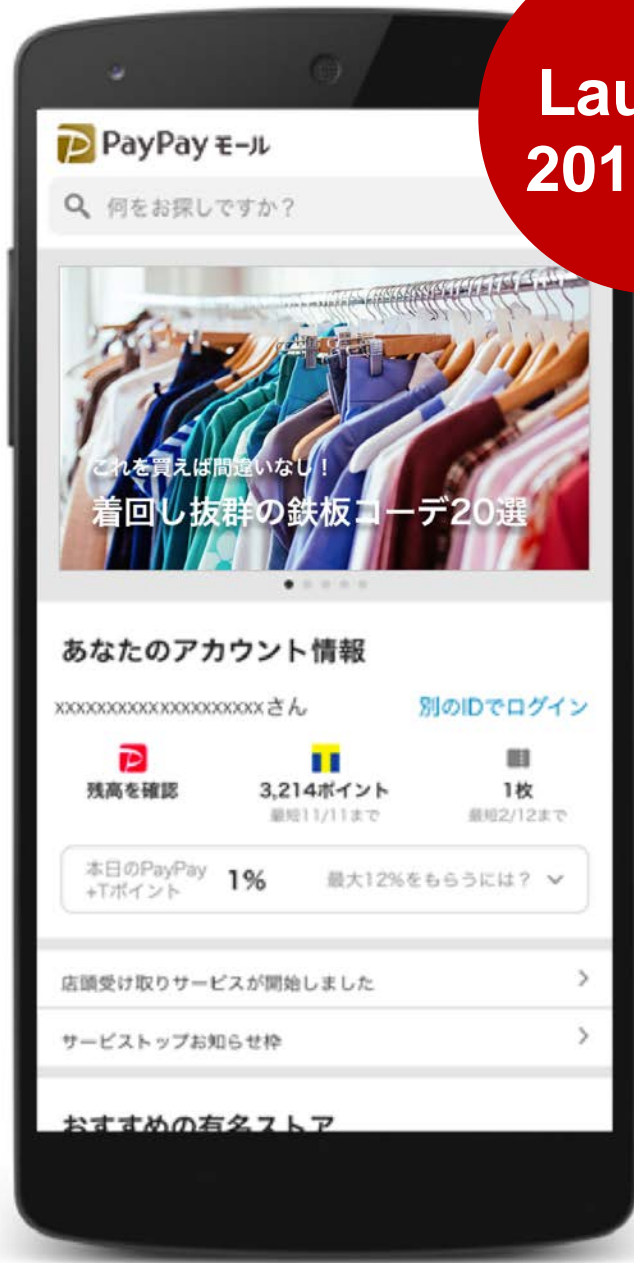 PayPay モール
何をお探しですか?
これを買えば間違いなし!
着回し抜群の鉄板コーデ20選
あなたのアカウント情報
xxxxxxxxxxxxxxxxxxxxxさん 別のIDでログイン
残高を確認 3,214ポイント 1枚
最短11/11まで 最短2/12まで
本日のPayPay
+Tポイント 1% 最大12%をもらうには?
店頭受け取りサービスが開始しました
サービストップお知らせ枠
おすすめの有名ストア